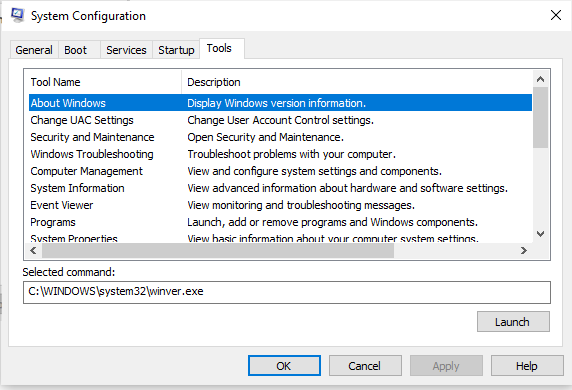 System Configuration
General Boot Services Startup Tools
Tool Name Description
About Windows Display Windows version information.
Change UAC Settings Change User Account Control settings.
Security and Maintenance Open Security and Maintenance.
Windows Troubleshooting Troubleshoot problems with your computer.
Computer Management View and configure system settings and components.
System Information View advanced information about hardware and software settings.
Event Viewer View monitoring and troubleshooting messages.
Programs Launch, add or remove programs and Windows components.
System Properties View basic information about your computer system settings.
Selected command:
C:\WINDOWS\system32\winver.exe
Launch
OK Cancel Apply Help